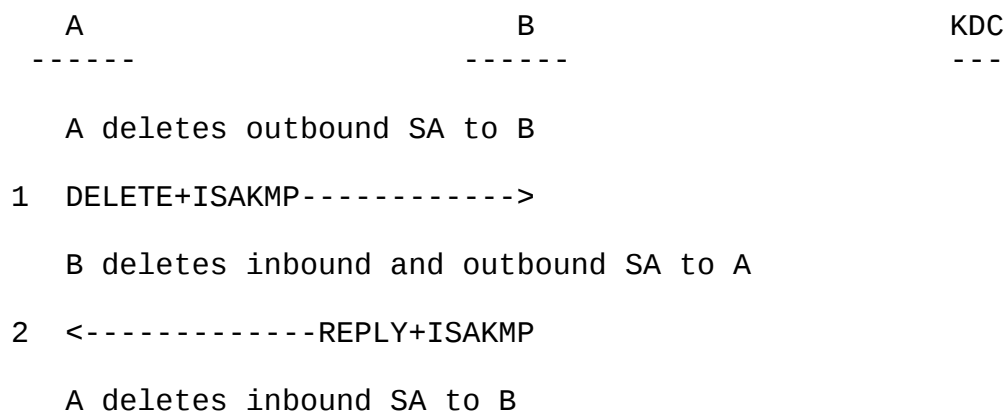 A                       B                       KDC
------                  ------                  ---
A deletes outbound SA to B
1  DELETE+ISAKMP------------>
B deletes inbound and outbound SA to A
2  <-------------REPLY+ISAKMP
A deletes inbound SA to B